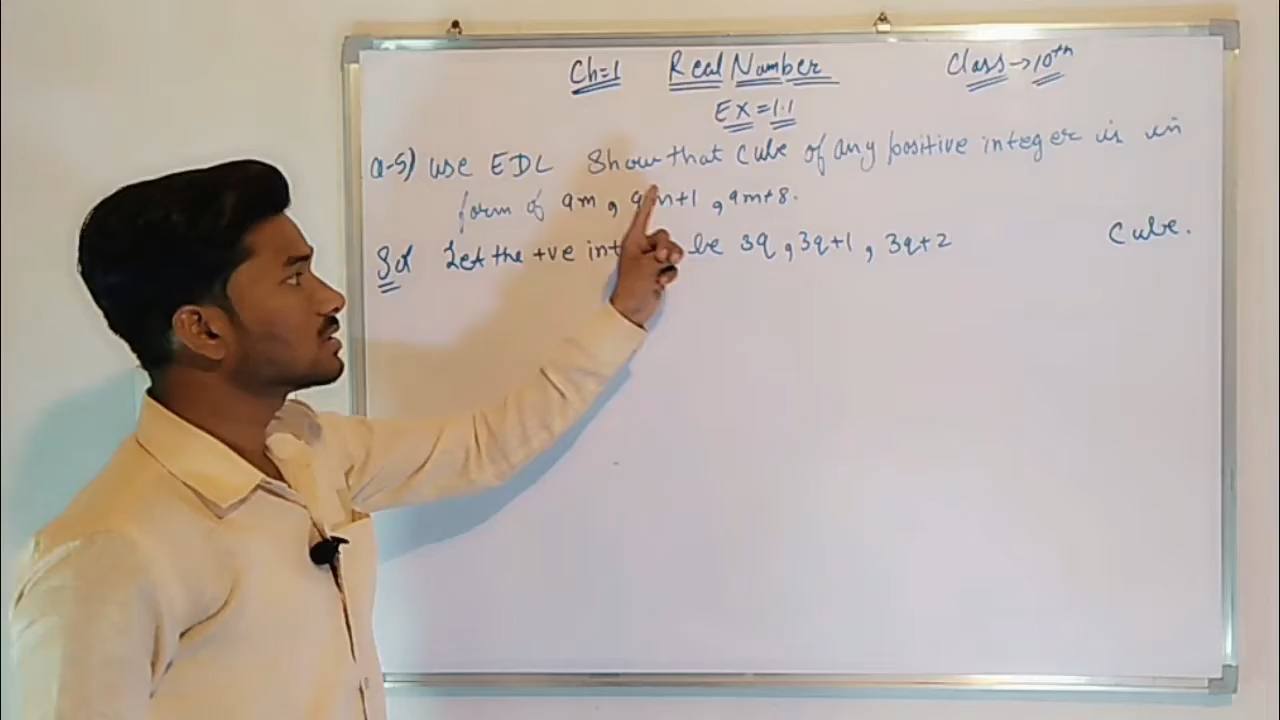 Ch=1 Real Number Class→10th
EX=1.1
Q-5) Use EDL Show that Cube of any positive integer is in
form of 9m, 9m+1, 9m+8.
Sol Let the +ve int be 3q, 3q+1, 3q+2 Cube.